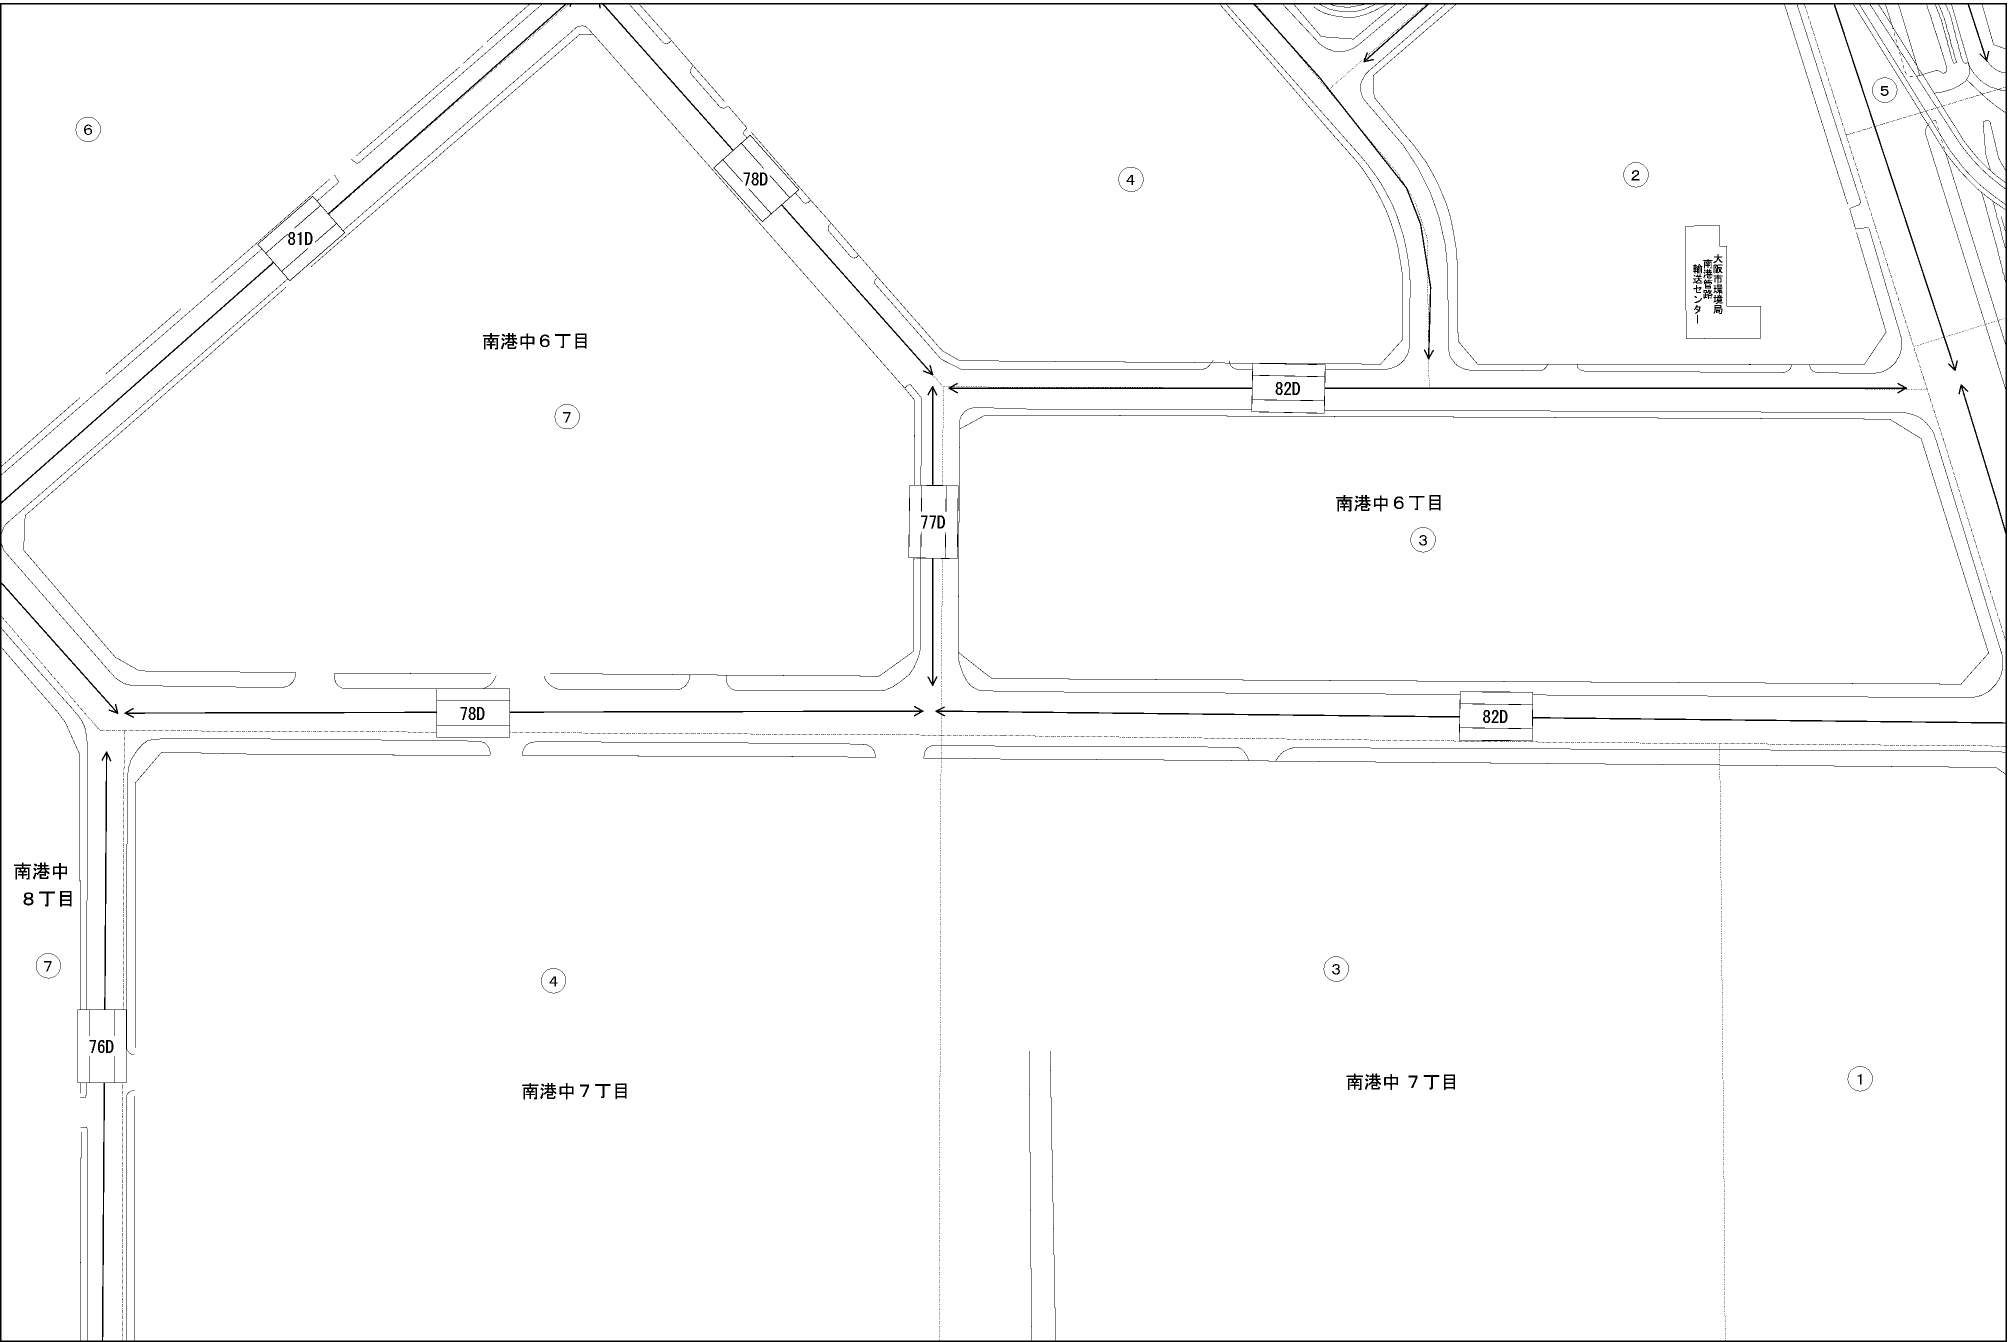 ⑤
⑥
78D
④
②
81D
大阪市環境局
南港管路
輸送センター
南港中６丁目
82D
⑦
南港中６丁目
77D
③
78D
82D
南港中
８丁目
⑦
④
③
76D
南港中７丁目
南港中 ７丁目
①